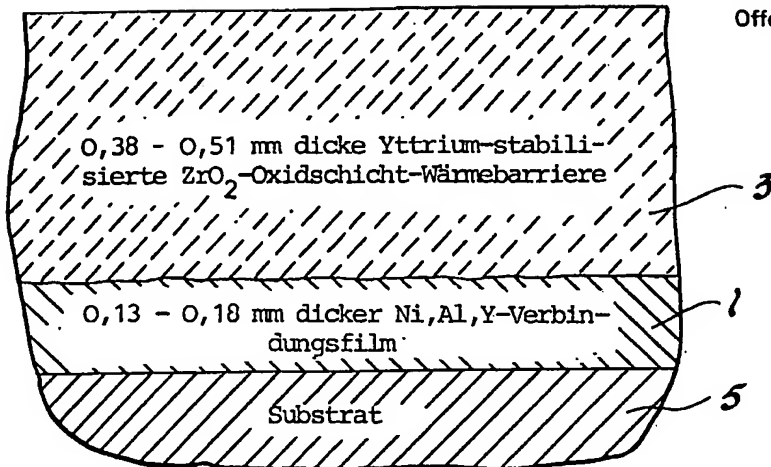 Offe
0,38 - 0,51 mm dicke Yttrium-stabili-
sierte ZrO₂-Oxidschicht-Wärmebarriere
3
0,13 - 0,18 mm dicker Ni,Al,Y-Verbin-
dungsfilm
1
Substrat
5